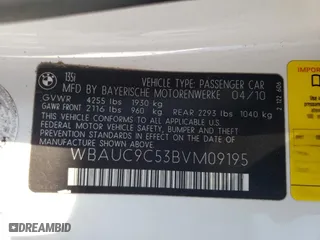 135i
VEHICLE TYPE: PASSENGER CAR
MFD BY BAYERISCHE MOTORENWERKE 04/10
GVWR 4255 lbs 1930 kg
GAWR FRONT 2116 lbs 960 kg REAR 2293 lbs 1040 kg
THIS VEHICLE CONFORMS TO ALL APPLICABLE
FEDERAL MOTOR VEHICLE SAFETY, BUMPER, AND
THEFT PREVENTION STANDARDS IN EFFECT ON THE
DATE OF MANUFACTURE SHOWN ABOVE.
WBAUC9C53BVM09195